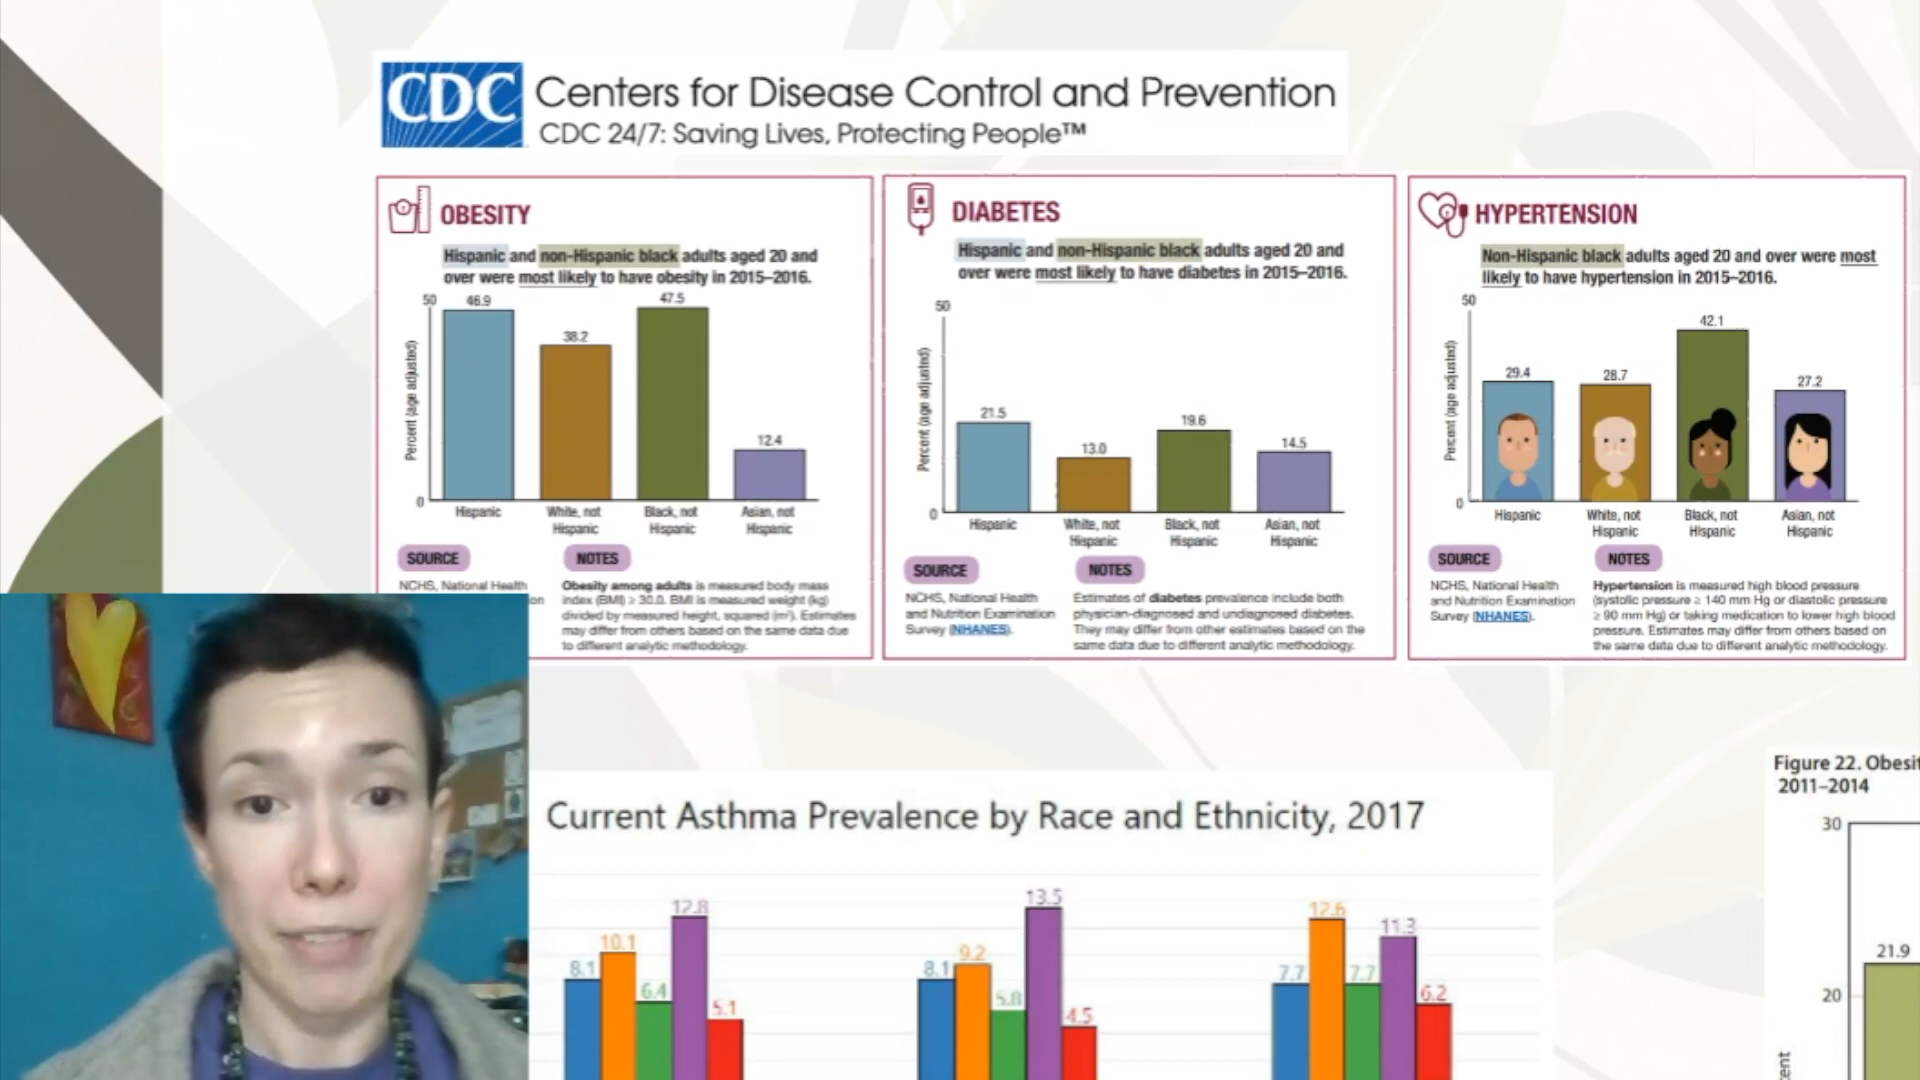 CDC Centers for Disease Control and Prevention
CDC 24/7: Saving Lives, Protecting People™
OBESITY
Hispanic and non-Hispanic black adults aged 20 and
over were most likely to have obesity in 2015–2016.
50
46.9
38.2
47.5
12.4
Percent (age adjusted)
0
Hispanic
White, not
Hispanic
Black, not
Hispanic
Asian, not
Hispanic
SOURCE
NCHS, National Health
NOTES
Obesity among adults is measured body mass
index (BMI) ≥ 30.0. BMI is measured weight (kg)
divided by measured height, squared (m²). Estimates
may differ from others based on the same data due
to different analytic methodology.
DIABETES
Hispanic and non-Hispanic black adults aged 20 and
over were most likely to have diabetes in 2015–2016.
50
21.5
13.0
19.6
14.5
Percent (age adjusted)
0
Hispanic
White, not
Hispanic
Black, not
Hispanic
Asian, not
Hispanic
SOURCE
NCHS, National Health
and Nutrition Examination
Survey (NHANES).
NOTES
Estimates of diabetes prevalence include both
physician-diagnosed and undiagnosed diabetes.
They may differ from other estimates based on the
same data due to different analytic methodology.
HYPERTENSION
Non-Hispanic black adults aged 20 and over were most
likely to have hypertension in 2015–2016.
50
29.4
28.7
42.1
27.2
Percent (age adjusted)
0
Hispanic
White, not
Hispanic
Black, not
Hispanic
Asian, not
Hispanic
SOURCE
NCHS, National Health
and Nutrition Examination
Survey (NHANES).
NOTES
Hypertension is measured high blood pressure
(systolic pressure ≥ 140 mm Hg or diastolic pressure
≥ 90 mm Hg) or taking medication to lower high blood
pressure. Estimates may differ from others based on
the same data due to different analytic methodology.
Current Asthma Prevalence by Race and Ethnicity, 2017
8.1
10.1
6.4
12.8
5.1
8.1
9.2
5.8
13.5
4.5
7.7
12.6
7.7
11.3
6.2
Figure 22. Obesit
2011–2014
30
21.9
20